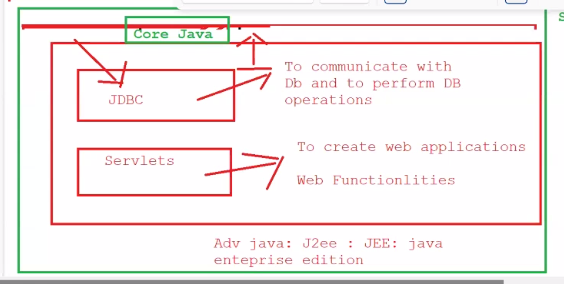 Core Java
To communicate with
Db and to perform DB
operations
JDBC
To create web applications
Servlets
Web Functionlities
Adv java: J2ee : JEE: java
enteprise edition